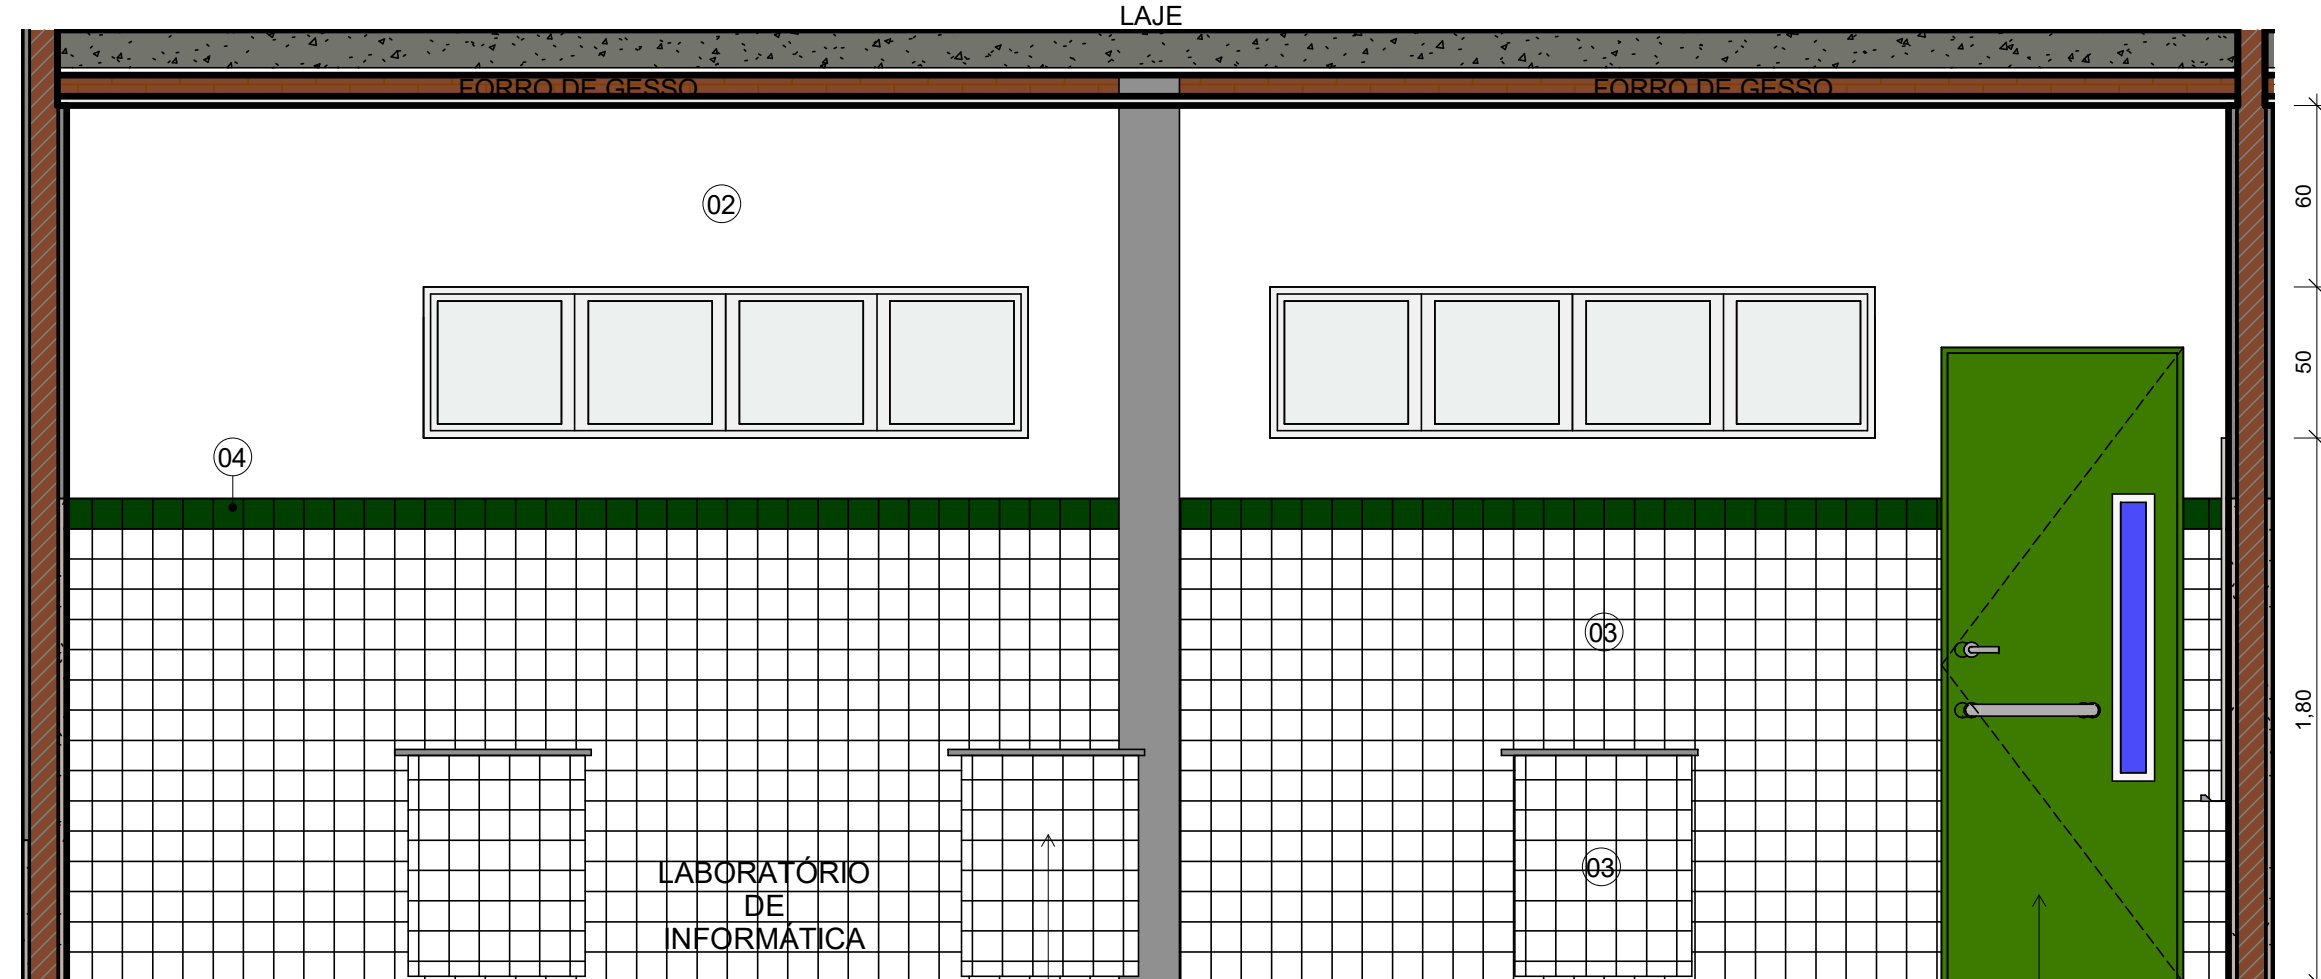 LAJE
FORRO DE GESSO
FORRO DE GESSO
02
60
50
04
03
1,80
03
LABORATÓRIO
DE
INFORMÁTICA